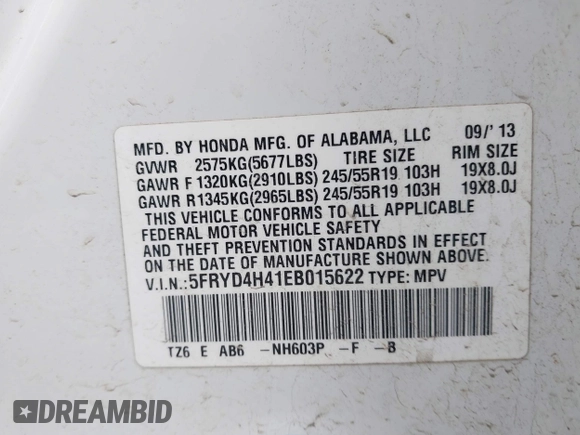 MFD. BY HONDA MFG. OF ALABAMA, LLC 09/'13
GVWR 2575KG(5677LBS) TIRE SIZE RIM SIZE
GAWR F 1320KG(2910LBS) 245/55R19 103H 19X8.0J
GAWR R1345KG(2965LBS) 245/55R19 103H 19X8.0J
THIS VEHICLE CONFORMS TO ALL APPLICABLE
FEDERAL MOTOR VEHICLE SAFETY
AND THEFT PREVENTION STANDARDS IN EFFECT
ON THE DATE OF MANUFACTURE SHOWN ABOVE.
V.I.N.:5FRYD4H41EB015622 TYPE: MPV
TZ6 E AB6 -NH603P -F -B
DREAMBID